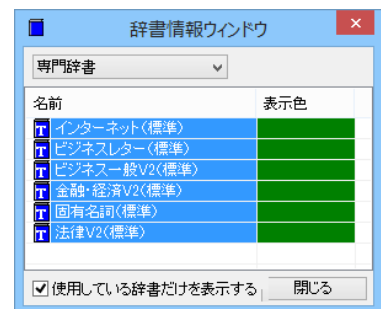 辞書情報ウィンドウ
専門辞書
名前 表示色
T インターネット(標準)
T ビジネスレター(標準)
T ビジネス一般V2(標準)
T 金融・経済V2(標準)
T 固有名詞(標準)
T 法律V2(標準)
使用している辞書だけを表示する 閉じる